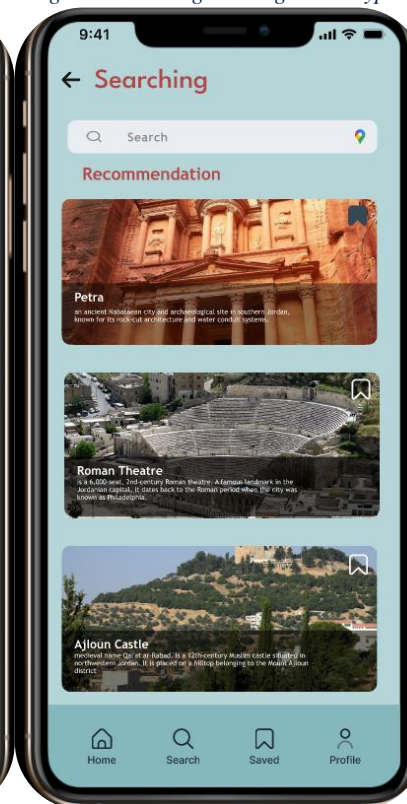 9:41
Searching
Search
Recommendation
Petra
an ancient Nabataean city and archaeological site in southern Jordan,
known for its rock-cut architecture and water conduit systems.
Roman Theatre
is a 6,000-seat, 2nd-century Roman theatre. A famous landmark in the
Jordanian capital, it dates back to the Roman period when the city was
known as Philadelphia.
Ajloun Castle
medieval name Qal'at ar-Rabad, is a 12th-century Muslim castle situated in
northwestern Jordan. It is placed on a hilltop belonging to the Mount Ajloun
district
Home Search Saved Profile